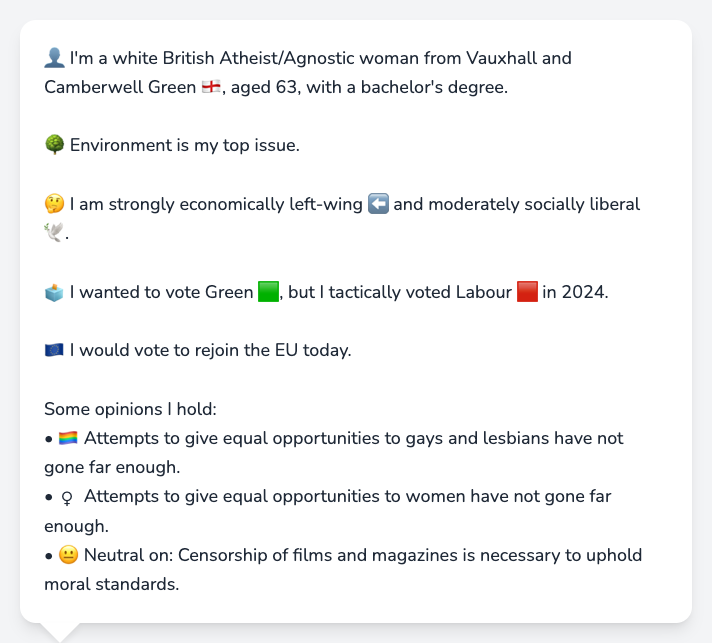 👤 I'm a white British Atheist/Agnostic woman from Vauxhall and
Camberwell Green 🏴󠁧󠁢󠁥󠁮󠁧󠁿, aged 63, with a bachelor's degree.
🌳 Environment is my top issue.
🤔 I am strongly economically left-wing ⬅️ and moderately socially liberal
🕊️.
🗳️ I wanted to vote Green 🟩, but I tactically voted Labour 🟥 in 2024.
🇪🇺 I would vote to rejoin the EU today.
Some opinions I hold:
• 🏳️‍🌈 Attempts to give equal opportunities to gays and lesbians have not
gone far enough.
• ♀ Attempts to give equal opportunities to women have not gone far
enough.
• 😐 Neutral on: Censorship of films and magazines is necessary to uphold
moral standards.